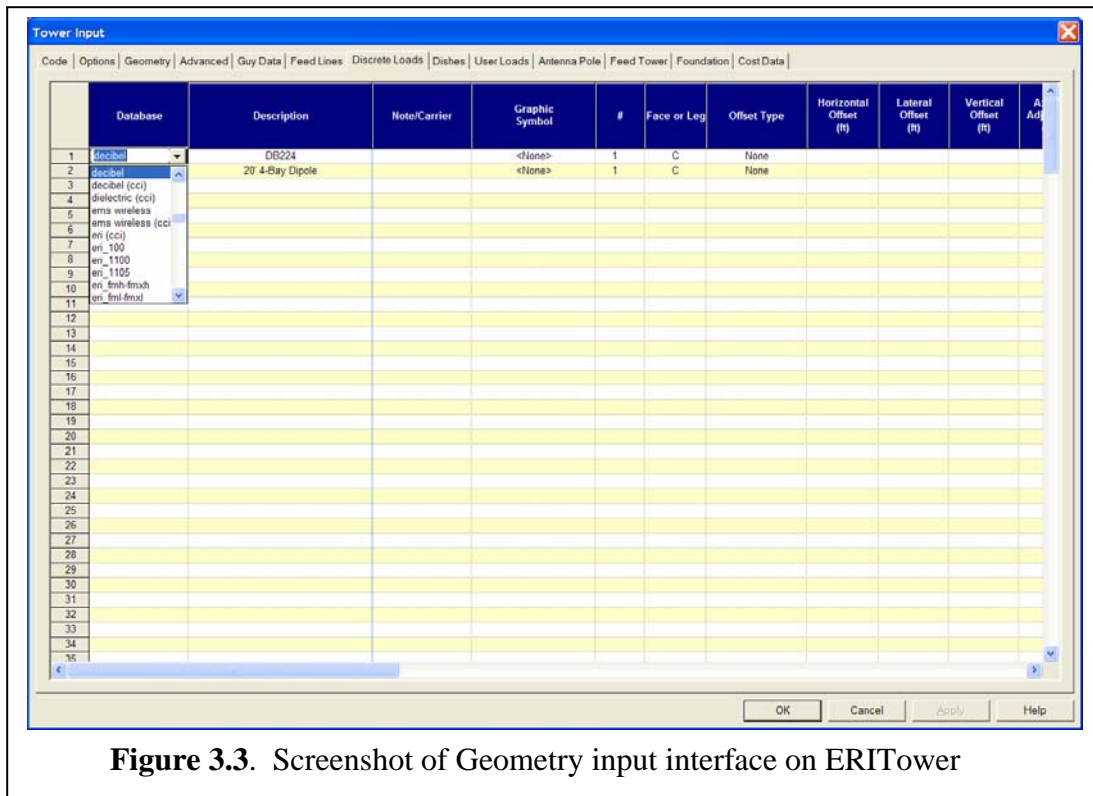 Tower Input
Code Options Geometry Advanced Guy Data Feed Lines Discrete Loads Dishes User Loads Antenna Pole Feed Tower Foundation Cost Data
Database Description Note/Carrier Graphic Symbol # Face or Leg Offset Type Horizontal Offset (ft) Lateral Offset (ft) Vertical Offset (ft)
1 decibel DB224 <None> 1 C None
2 decibel 20' 4-Bay Dipole <None> 1 C None
3 decibel (cci)
4 dielectric (cci)
5 ems wireless
6 ems wireless (cci
eri (cci)
7 eri_100
8 eri_1100
9 eri_1105
10 eri_fmh-fmxh
eri_fml-fmxl
11
12
13
14
15
16
17
18
19
20
21
22
23
24
25
26
27
28
29
30
31
32
33
34
35
OK Cancel Apply Help
Figure 3.3. Screenshot of Geometry input interface on ERITower